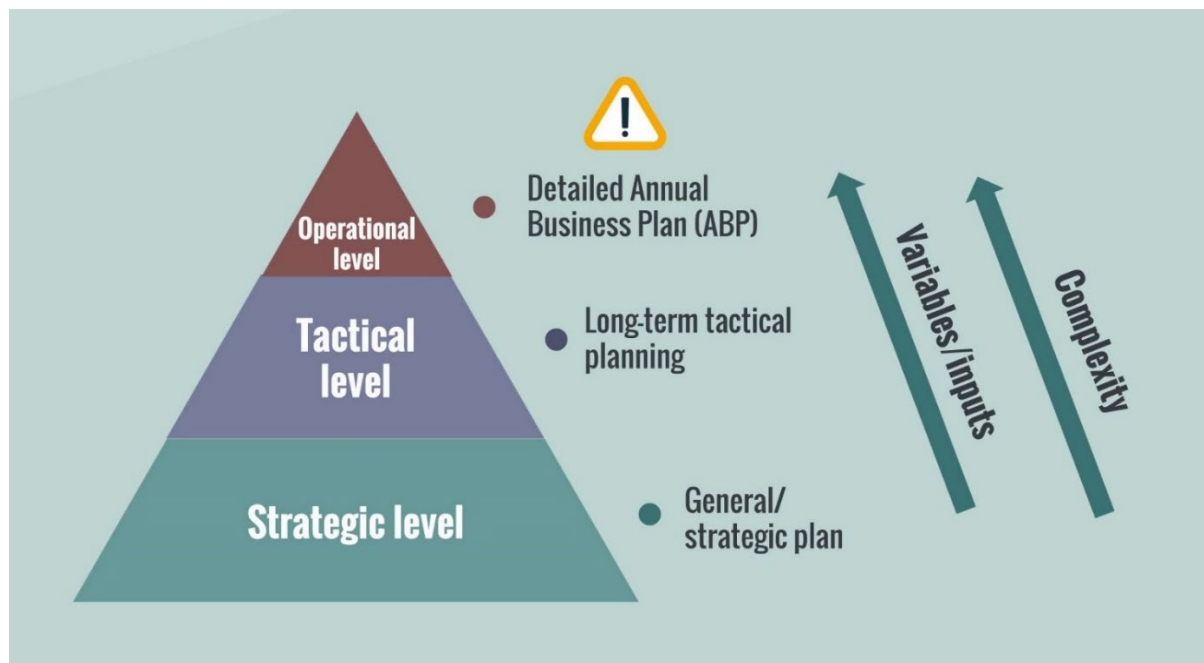 !
Detailed Annual
Business Plan (ABP)
Operational
level
Long-term tactical
planning
Tactical
level
General/
strategic plan
Strategic level
Variables/inputs
Complexity